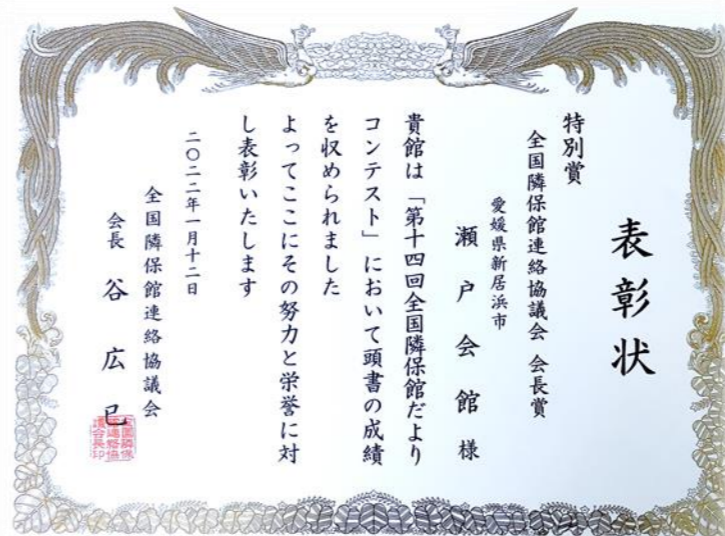 表彰状
特別賞
全国隣保館連絡協議会 会長賞
愛媛県新居浜市
瀬戸会館 様
貴館は「第十四回全国隣保館だより
コンテスト」において頭書の成績
を収められました
よってここにその努力と栄誉に対
し表彰いたします
二〇二二年一月十二日
全国隣保館連絡協議会
会長 谷広巳